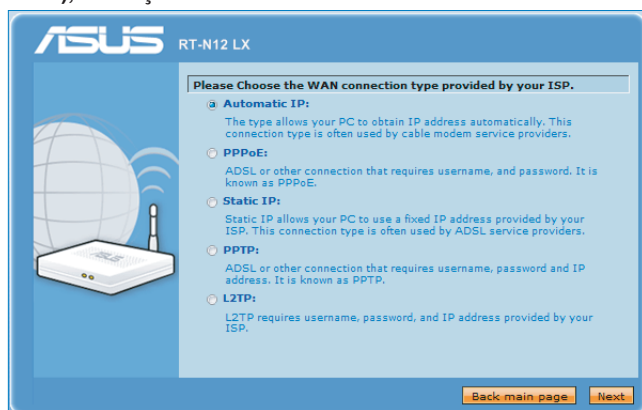 ASUS RT-N12 LX
Please Choose the WAN connection type provided by your ISP.
Automatic IP:
The type allows your PC to obtain IP address automatically. This
connection type is often used by cable modem service providers.
PPPoE:
ADSL or other connection that requires username, and password. It is
known as PPPoE.
Static IP:
Static IP allows your PC to use a fixed IP address provided by your
ISP. This connection type is often used by ADSL service providers.
PPTP:
ADSL or other connection that requires username, password and IP
address. It is known as PPTP.
L2TP:
L2TP requires username, password, and IP address provided by your
ISP.
ASUS
Back main page Next